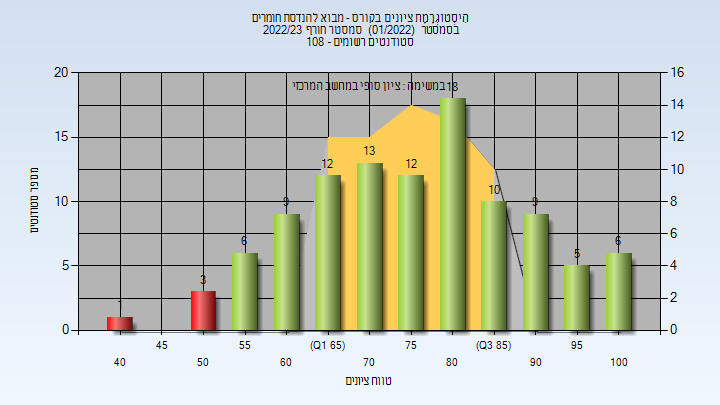 הִיסְטוֹגְרָמַת ציונים בקורס - מבוא להנדסת חומרים
בסמסטר (01/2022) סמסטר חורף 2022/23
סטודנטים רשומים - 108
במשימה : ציון סופי במחשב המרכזי
20 15 10 5 0
מספר סטודנטים
16 14 12 10 8 6 4 2 0
1 3 6 9 12 13 12 18 10 9 5 6
45 55 (Q1 65) 75 (Q3 85) 95
40 50 60 70 80 90 100
טווח ציונים